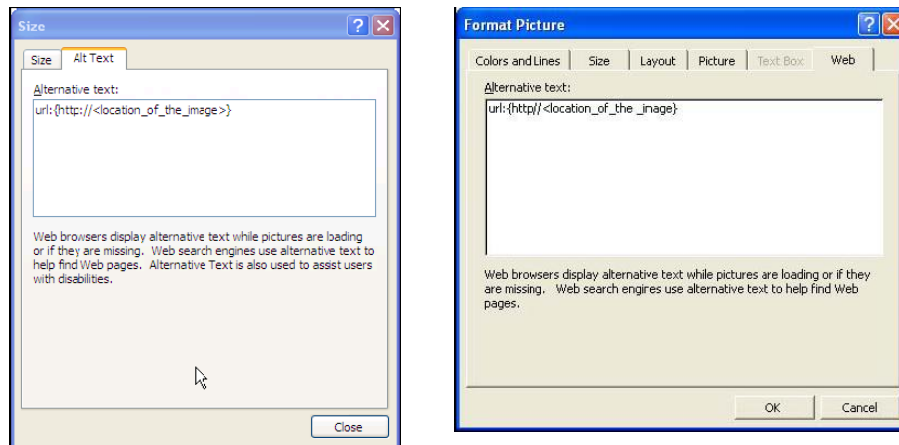 Size
Size
Alt Text
Alternative text:
url:{http://<location_of_the_image>}
Web browsers display alternative text while pictures are loading
or if they are missing. Web search engines use alternative text to
help find Web pages. Alternative Text is also used to assist users
with disabilities.
Close
Format Picture
Colors and Lines
Size
Layout
Picture
Text Box
Web
Alternative text:
url:{http//<location_of_the _image}
Web browsers display alternative text while pictures are loading or if they
are missing. Web search engires use alternative text to help find Web
pages.
OK
Cancel